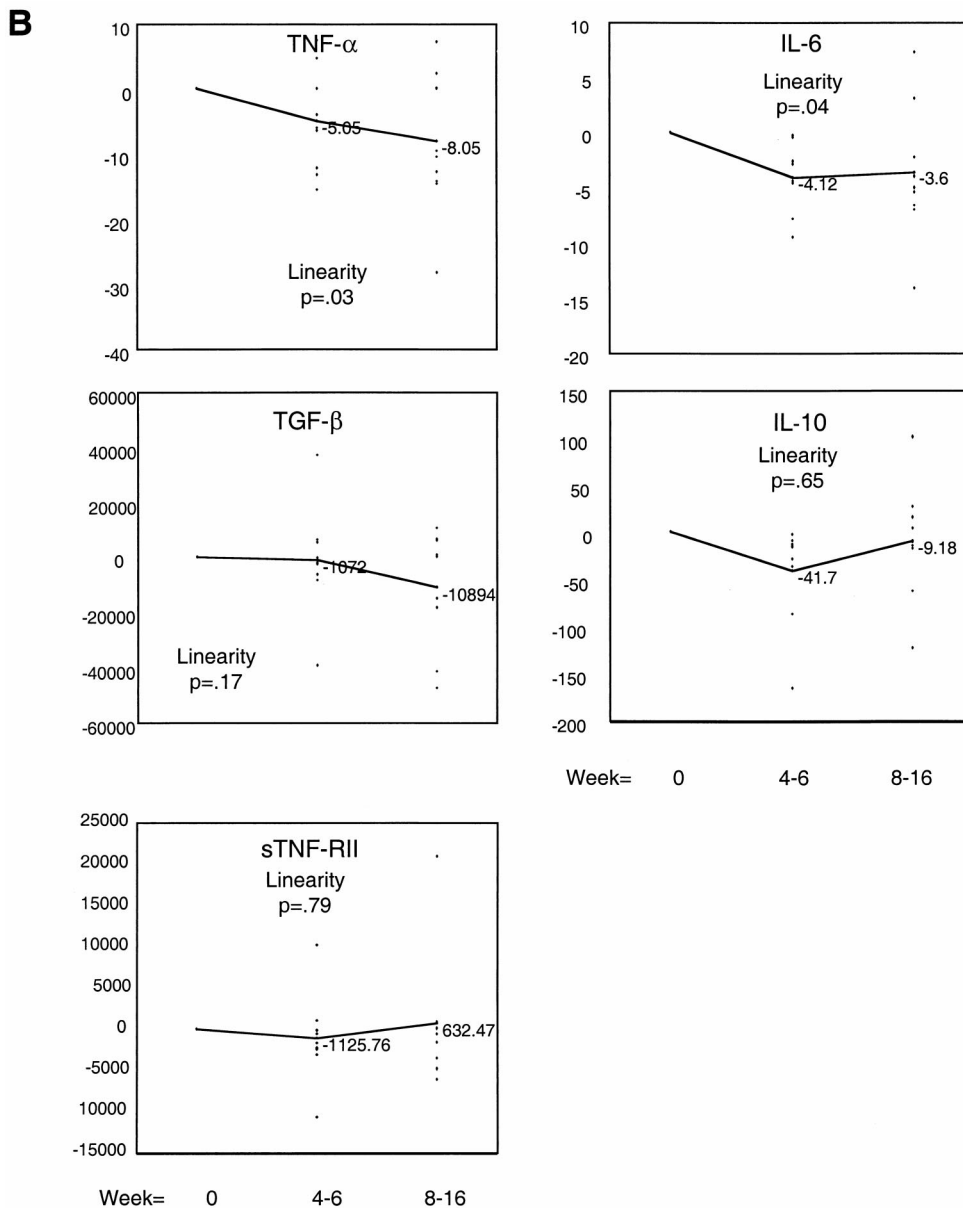 B
TNF-α
10
0
-10
-20
-30
-40
-5.05
-8.05
Linearity
p=.03
IL-6
Linearity
p=.04
10
5
0
-5
-10
-15
-20
-4.12
-3.6
TGF-β
60000
40000
20000
0
-20000
-40000
-60000
-1072
-10894
Linearity
p=.17
IL-10
Linearity
p=.65
150
100
50
0
-50
-100
-150
-200
-41.7
-9.18
Week= 0 4-6 8-16
sTNF-RII
Linearity
p=.79
25000
20000
15000
10000
5000
0
-5000
10000
-15000
-1125.76
632.47
Week= 0 4-6 8-16